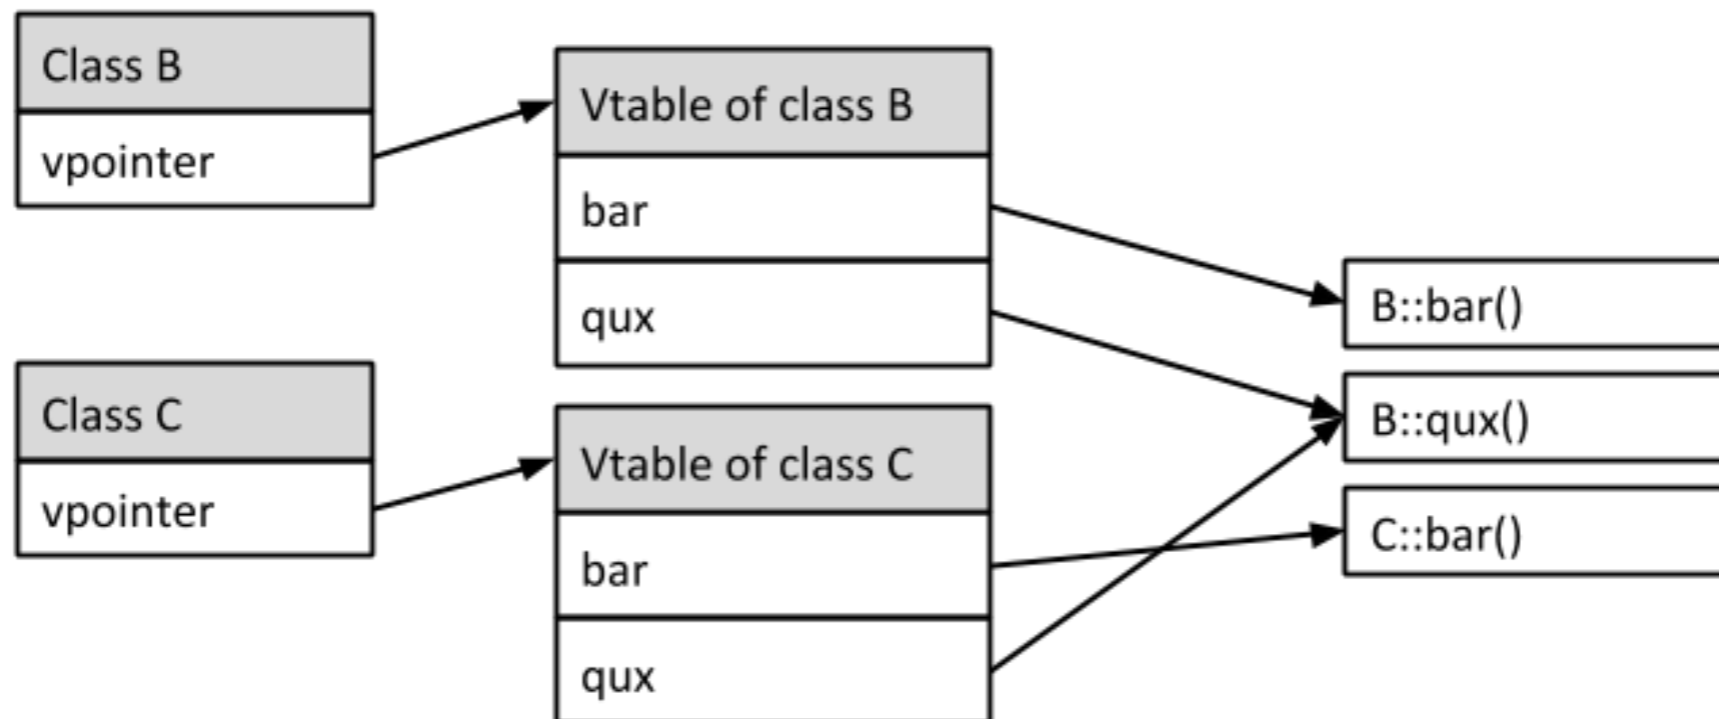 Class B
vpointer
Vtable of class B
bar
qux
Class C
vpointer
Vtable of class C
bar
qux
B::bar()
B::qux()
C::bar()